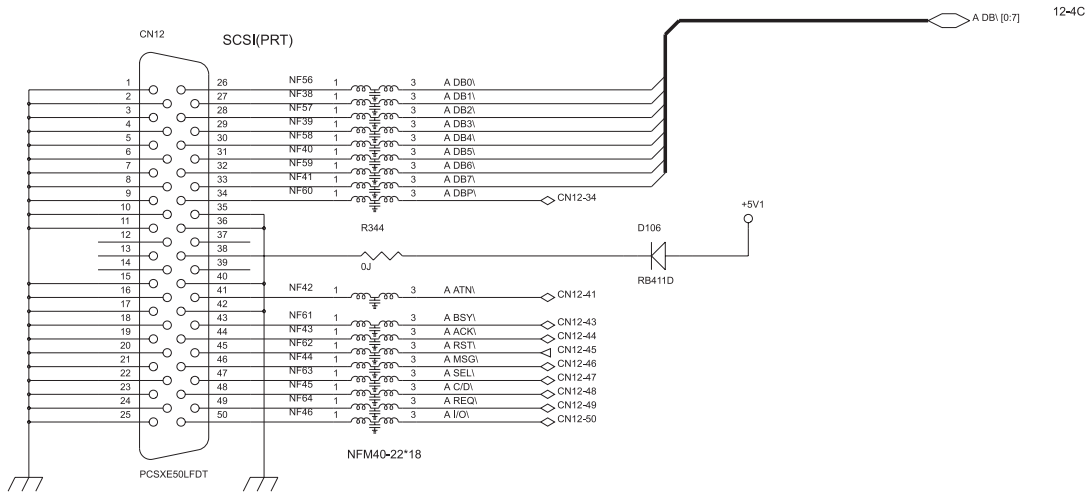 A DB\ [0:7] 12-4C
CN12
SCSI(PRT)
1 26 NF56 1 3 A DB0\
2 27 NF38 1 3 A DB1\
3 28 NF57 1 3 A DB2\
4 29 NF39 1 3 A DB3\
5 30 NF58 1 3 A DB4\
6 31 NF40 1 3 A DB5\
7 32 NF59 1 3 A DB6\
8 33 NF41 1 3 A DB7\
9 34 NF60 1 3 A DBP\ CN12-34
10 35
11 36 R344 D106 +5V1
12 37
13 38
14 39 0J RB411D
15 40
16 41 NF42 1 3 A ATN\ CN12-41
17 42
18 43 NF61 1 3 A BSY\ CN12-43
19 44 NF43 1 3 A ACK\ CN12-44
20 45 NF62 1 3 A RST\ CN12-45
21 46 NF44 1 3 A MSG\ CN12-46
22 47 NF63 1 3 A SEL\ CN12-47
23 48 NF45 1 3 A C/D\ CN12-48
24 49 NF64 1 3 A REQ\ CN12-49
25 50 NF46 1 3 A I/O\ CN12-50
NFM40-22*18
PCSXE50LFDT